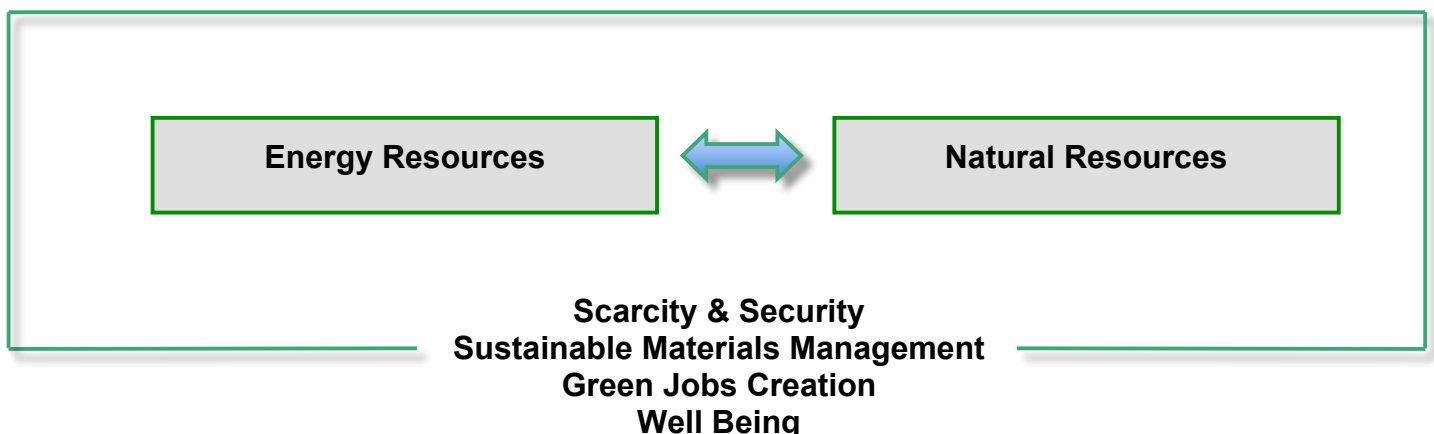 Energy Resources
Natural Resources
Scarcity & Security
Sustainable Materials Management
Green Jobs Creation
Well Being